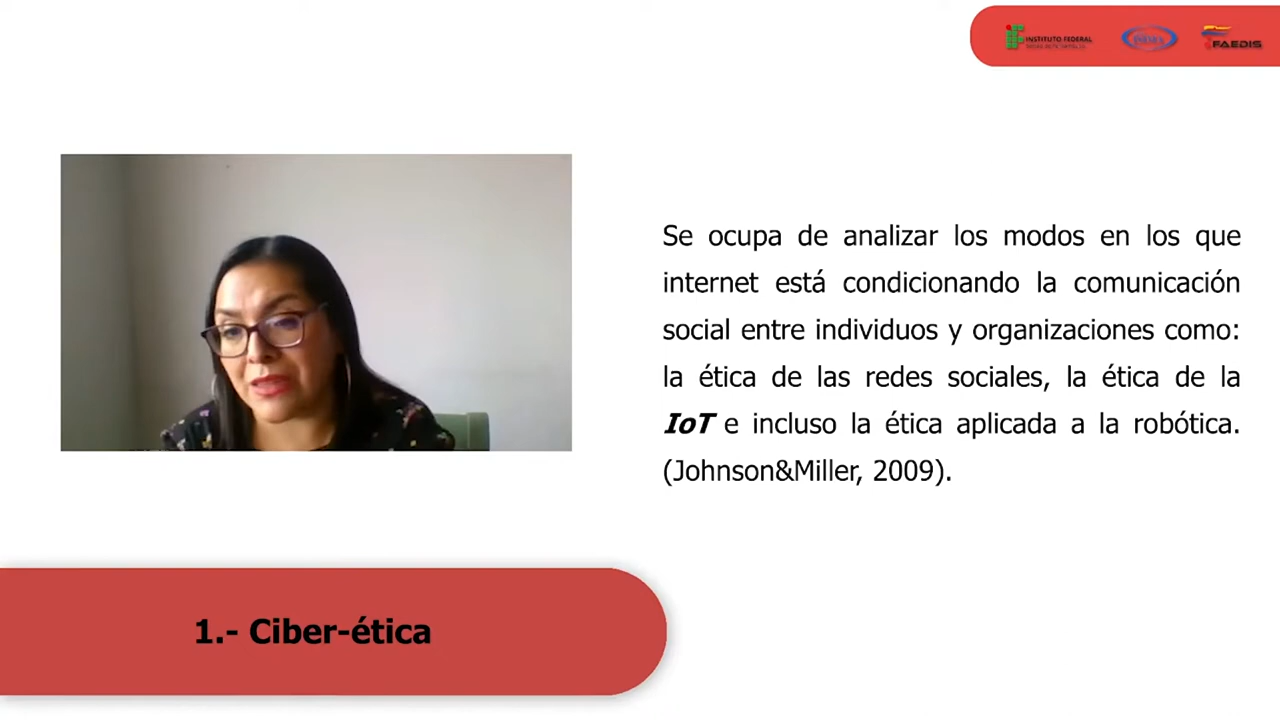 INSTITUTO FEDERAL
FAEDIS
Se ocupa de analizar los modos en los que
internet está condicionando la comunicación
social entre individuos y organizaciones como:
la ética de las redes sociales, la ética de la
IoT e incluso la ética aplicada a la robótica.
(Johnson&Miller, 2009).
1.- Ciber-ética